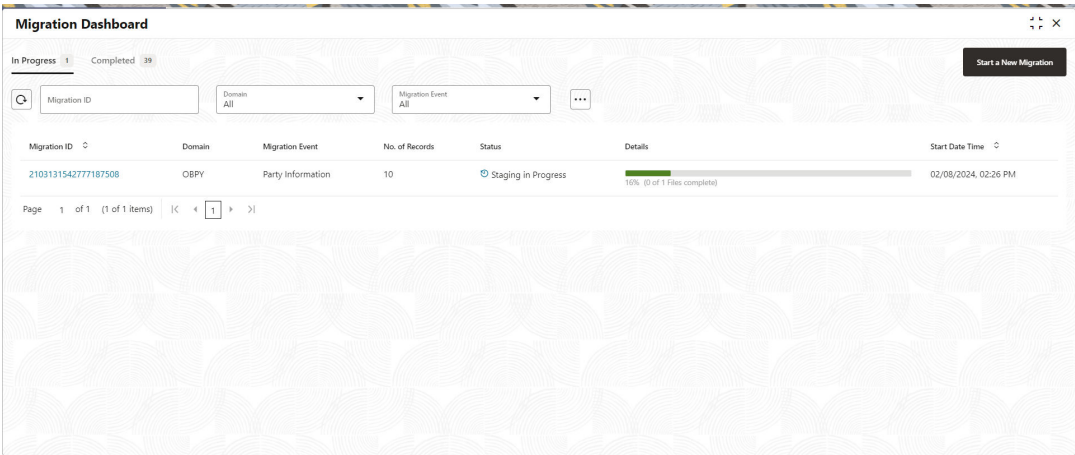 Migration Dashboard
In Progress 1 Completed 39
Start a New Migration
Migration ID
Domain
All
Migration Event
All
Migration ID Domain Migration Event No. of Records Status Details Start Date Time
2103131542777187508 OBPY Party Information 10 Staging in Progress 02/08/2024, 02:26 PM
16% (0 of 1 Files complete)
Page 1 of 1 (1 of 1 items) 1